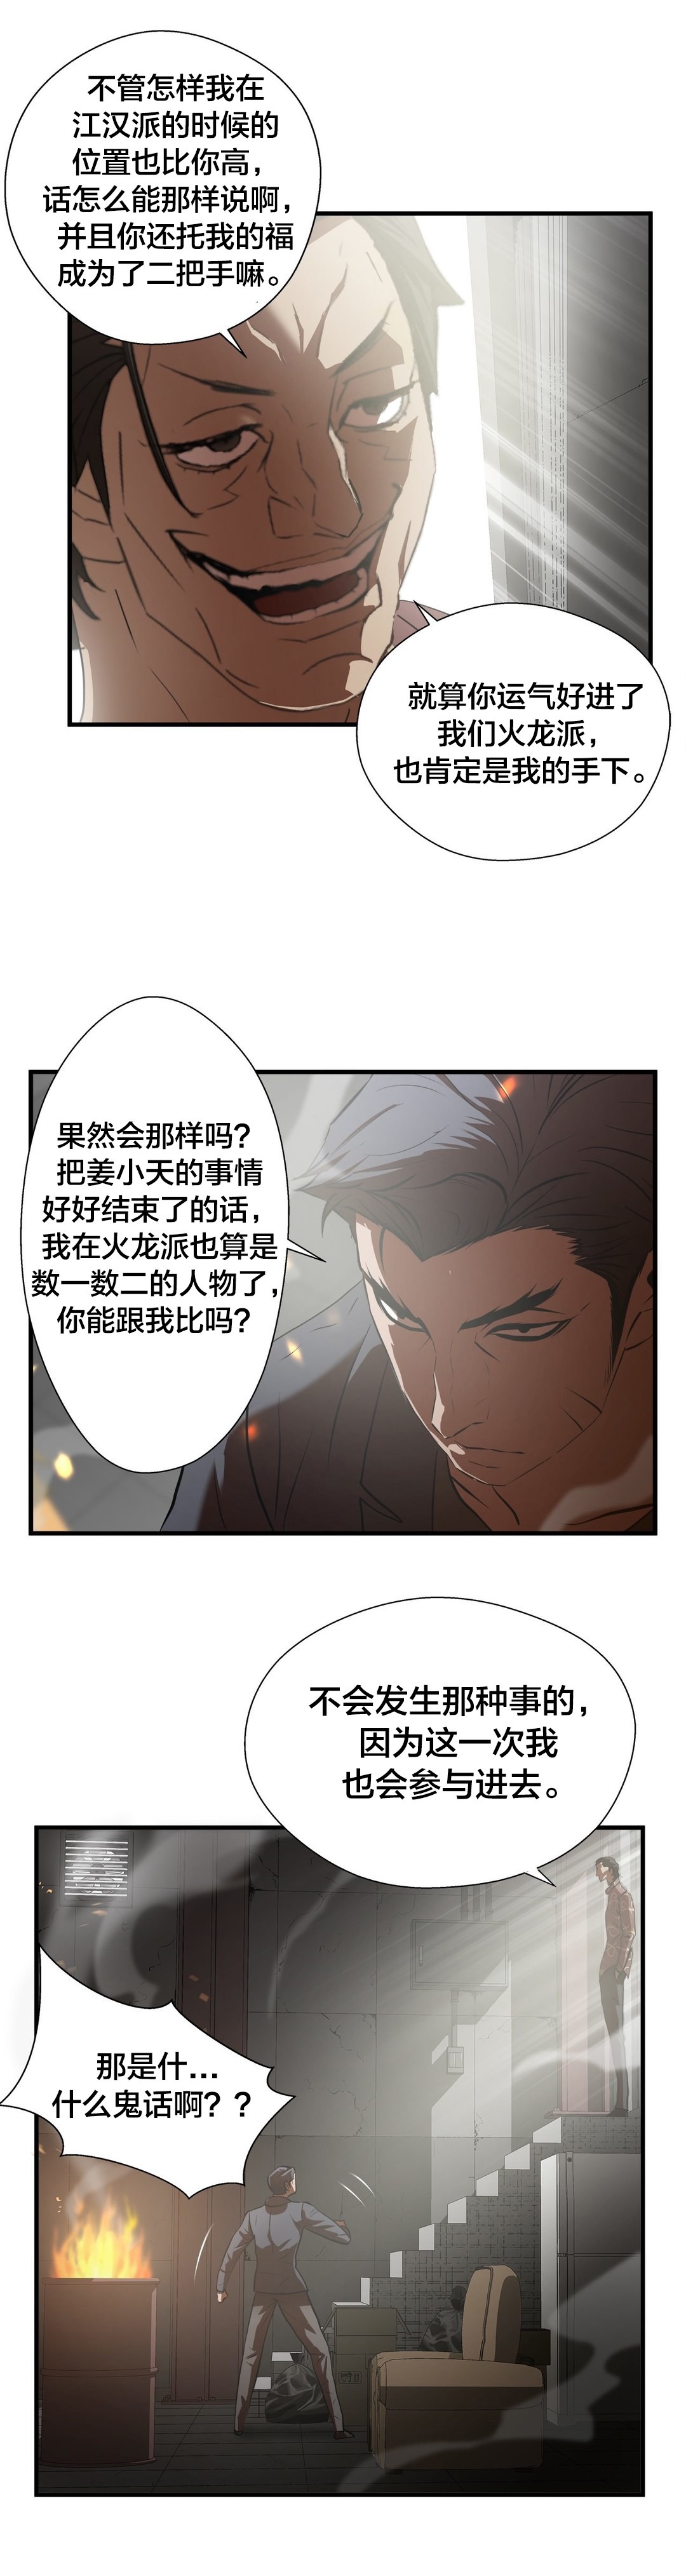 不管怎样我在
江汉派的时候的
位置也比你高，
话怎么能那样说啊，
并且你还托我的福
成为了二把手嘛。
就算你运气好进了
我们火龙派，
也肯定是我的手下。
果然会那样吗？
把姜小天的事情
好好结束了的话，
我在火龙派也算是
数一数二的人物了，
你能跟我比吗？
不会发生那种事的，
因为这一次我
也会参与进去。
那是什…
什么鬼话啊？？